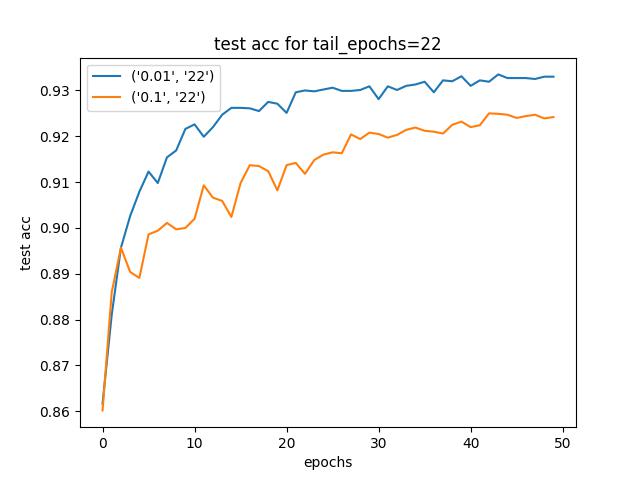 test acc for tail_epochs=22
('0.01', '22')
('0.1', '22')
0.93
0.92
0.91
0.90
0.89
0.88
0.87
0.86
test acc
0 10 20 30 40 50
epochs